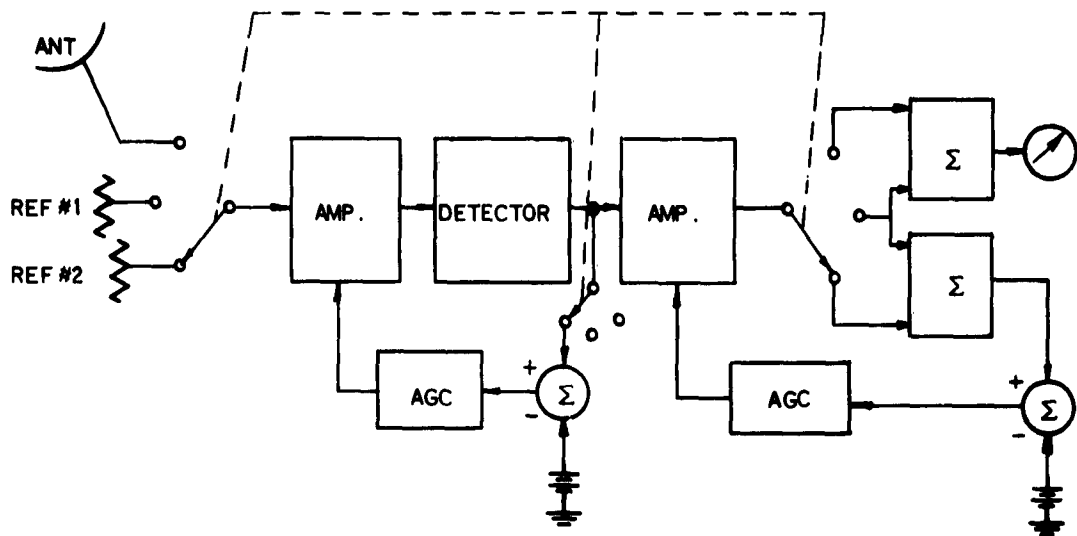 ANT
REF #1
REF #2
AMP.
DETECTOR
AMP.
Σ
Σ
AGC
+
Σ
-
AGC
+
Σ
-